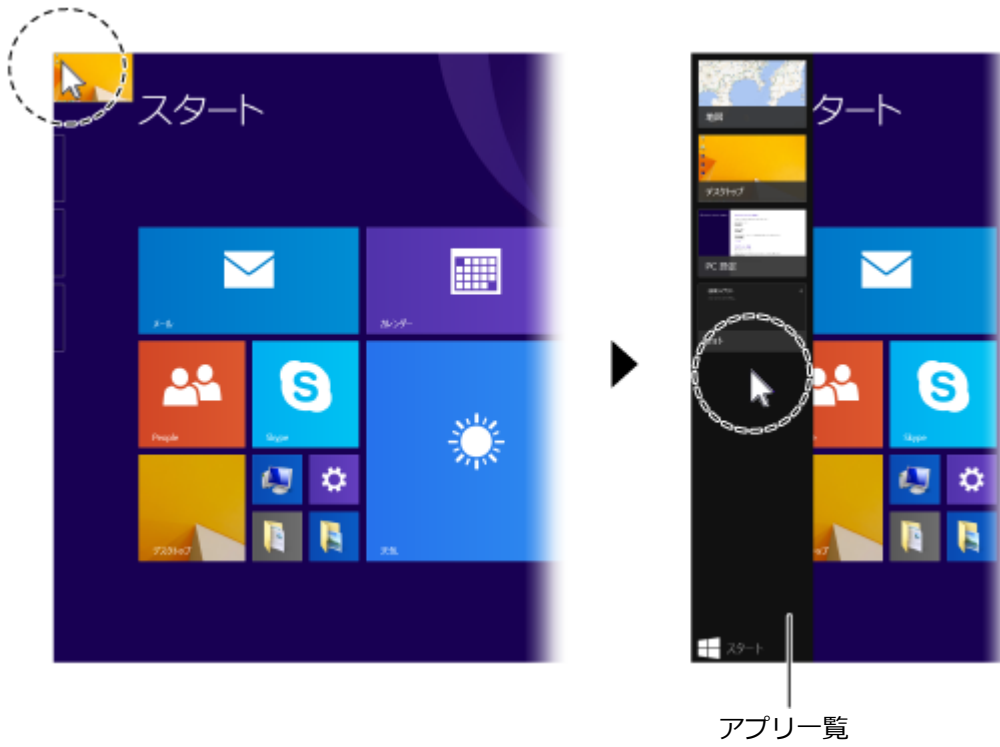 スタート
メール
カレンダー
People
Skype
デスクトップ
天気
タート
地図
デスクトップ
PC 設定
Skype
スタート
アプリ一覧